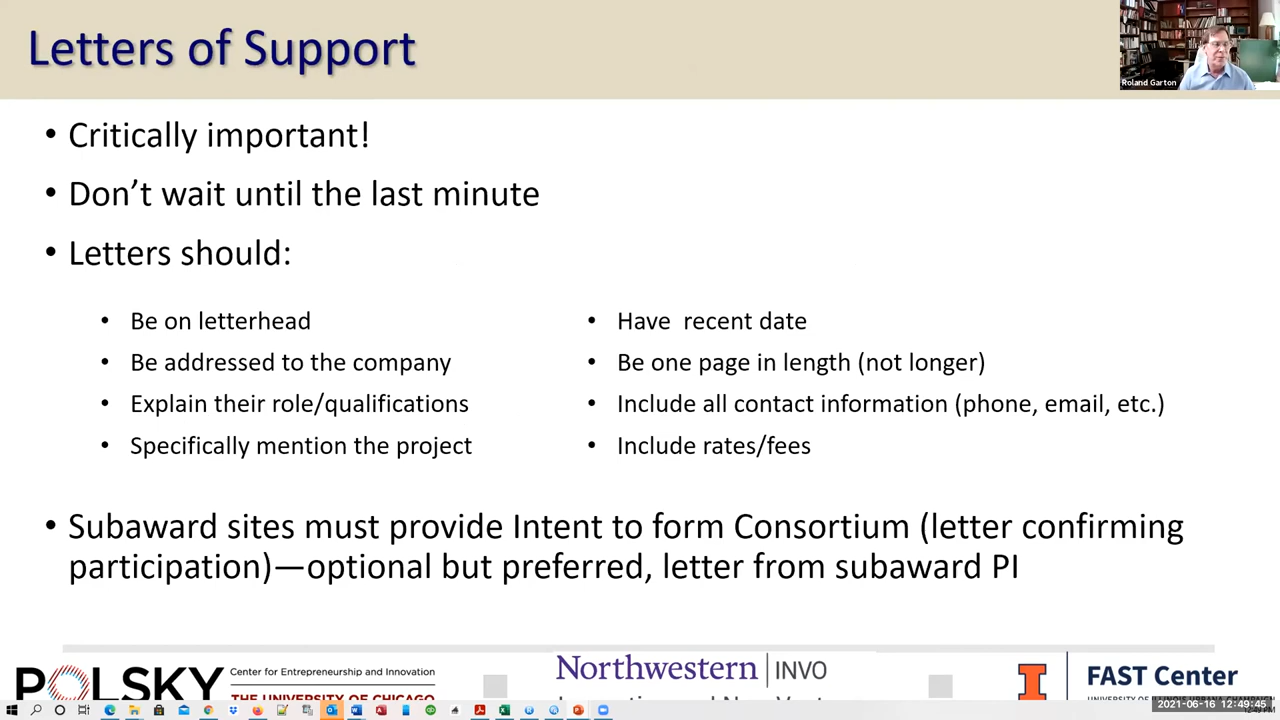 Letters of Support
Roland Garton
• Critically important!
• Don't wait until the last minute
• Letters should:
• Be on letterhead
• Be addressed to the company
• Explain their role/qualifications
• Specifically mention the project
• Have  recent date
• Be one page in length (not longer)
• Include all contact information (phone, email, etc.)
• Include rates/fees
• Subaward sites must provide Intent to form Consortium (letter confirming
participation)—optional but preferred, letter from subaward PI
POLSKY
Center for Entrepreneurship and Innovation
THE UNIVERSITY OF CHICAGO
Northwestern | INVO
I
FAST Center
2021-06-16 12:49:45